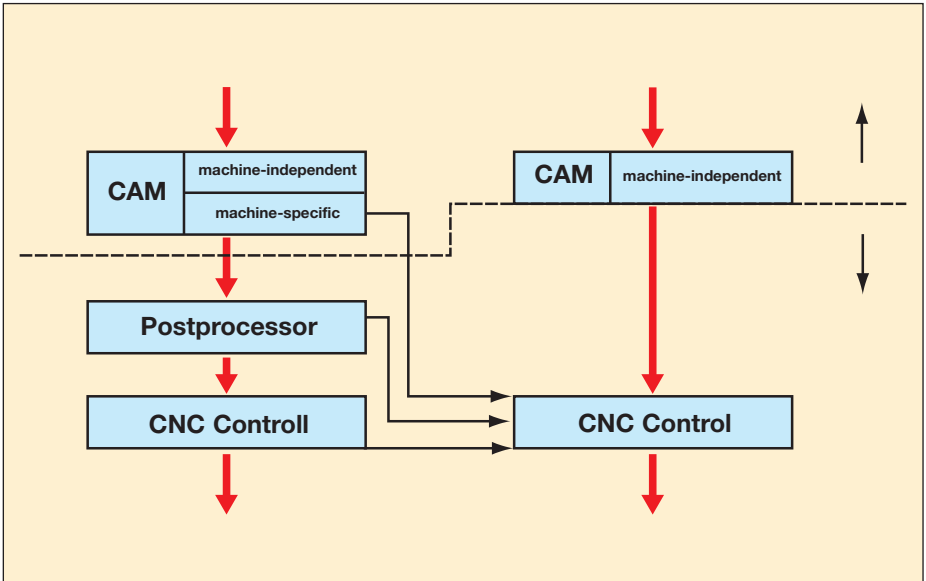 CAM
machine-independent
machine-specific
Postprocessor
CNC Controll
CAM
machine-independent
CNC Control